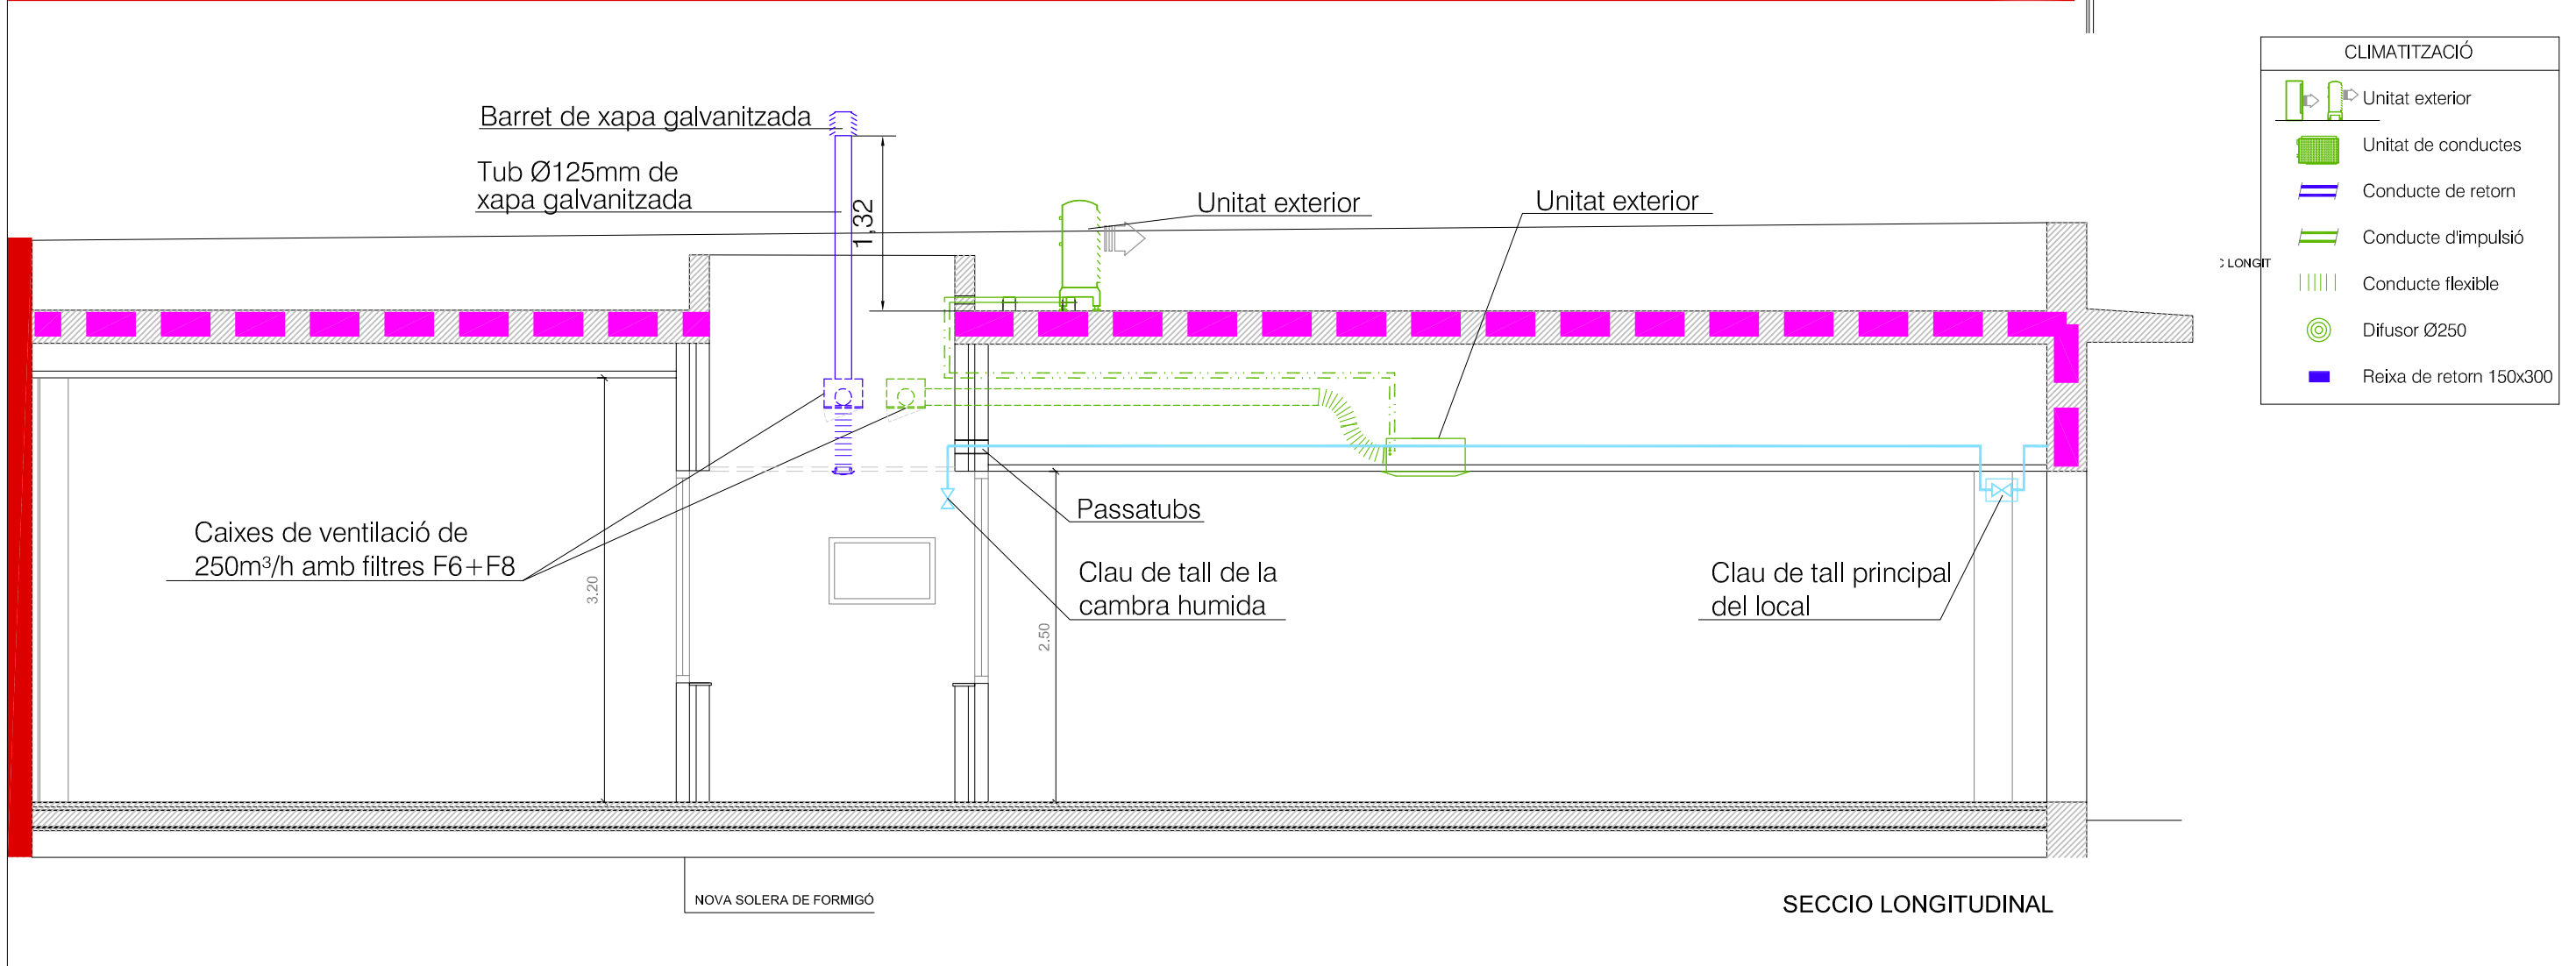 CLIMATITZACIÓ
Unitat exterior
Unitat de conductes
Conducte de retorn
Conducte d'impulsió
Conducte flexible
Difusor Ø250
Reixa de retorn 150x300
Barret de xapa galvanitzada
Tub Ø125mm de
xapa galvanitzada
1,32
Unitat exterior
Unitat exterior
C LONGIT
Caixes de ventilació de
250m³/h amb filtres F6+F8
3.20
Passatubs
Clau de tall de la
cambra humida
2.50
Clau de tall principal
del local
NOVA SOLERA DE FORMIGÓ
SECCIO LONGITUDINAL